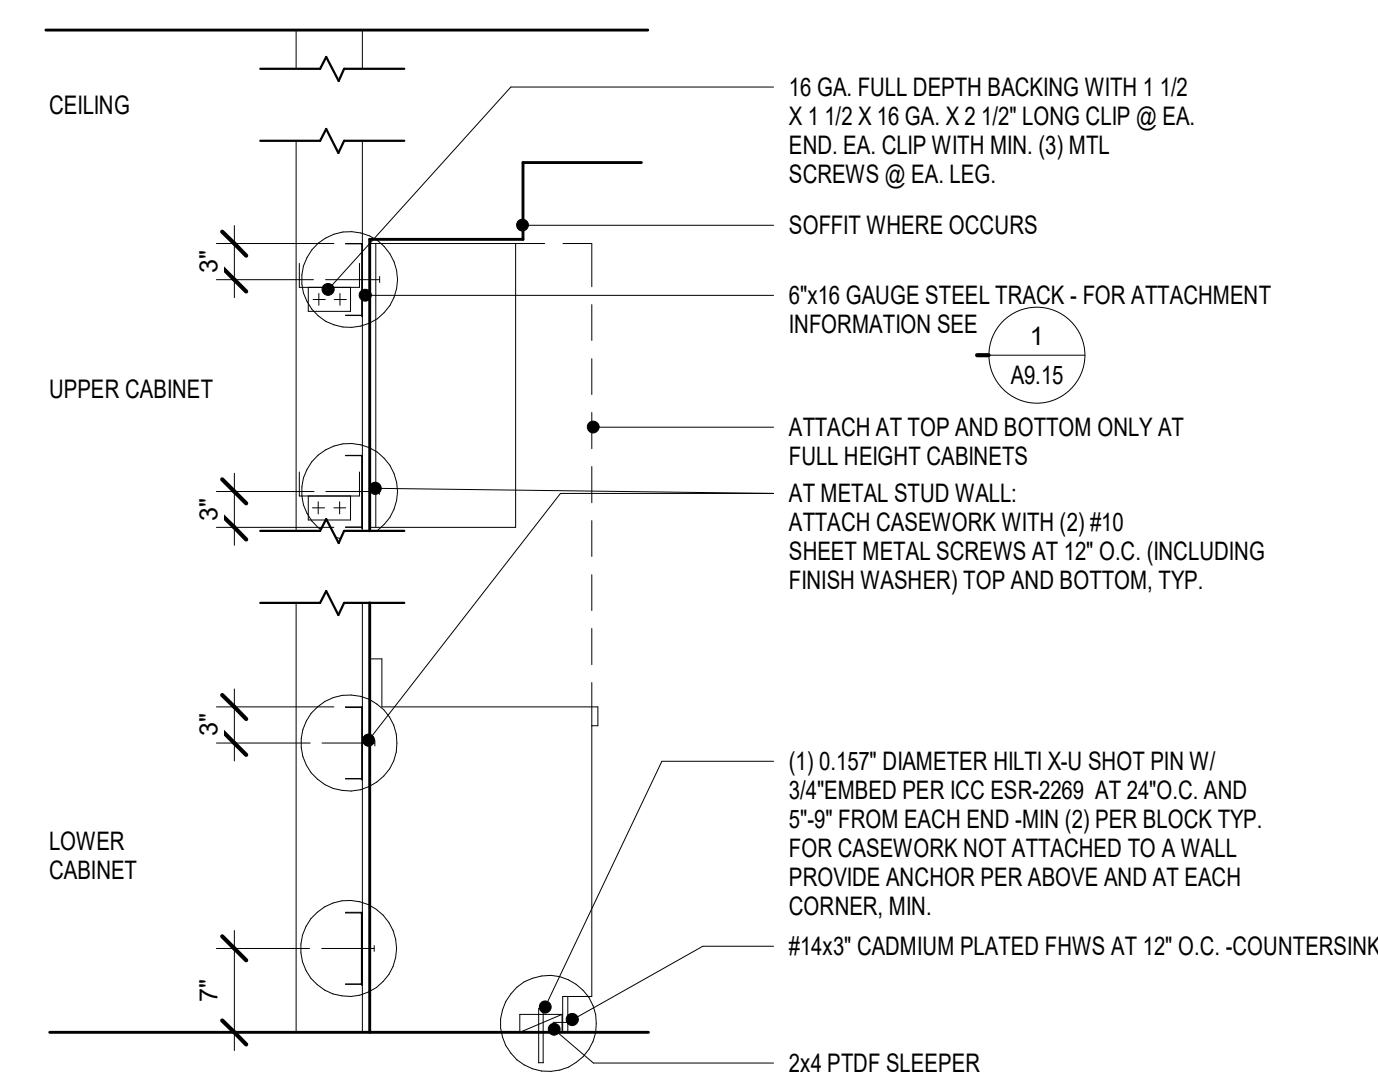 CEILING
16 GA. FULL DEPTH BACKING WITH 1 1/2
X 1 1/2 X 16 GA. X 2 1/2" LONG CLIP @ EA.
END. EA. CLIP WITH MIN. (3) MTL
SCREWS @ EA. LEG.
SOFFIT WHERE OCCURS
3"
6"x16 GAUGE STEEL TRACK - FOR ATTACHMENT
INFORMATION SEE
1
A9.15
UPPER CABINET
ATTACH AT TOP AND BOTTOM ONLY AT
FULL HEIGHT CABINETS
3"
AT METAL STUD WALL:
ATTACH CASEWORK WITH (2) #10
SHEET METAL SCREWS AT 12" O.C. (INCLUDING
FINISH WASHER) TOP AND BOTTOM, TYP.
3"
(1) 0.157" DIAMETER HILTI X-U SHOT PIN W/
3/4"EMBED PER ICC ESR-2269 AT 24"O.C. AND
5"-9" FROM EACH END -MIN (2) PER BLOCK TYP.
FOR CASEWORK NOT ATTACHED TO A WALL
PROVIDE ANCHOR PER ABOVE AND AT EACH
CORNER, MIN.
LOWER
CABINET
#14x3" CADMIUM PLATED FHWS AT 12" O.C. -COUNTERSINK
7"
2x4 PTDF SLEEPER